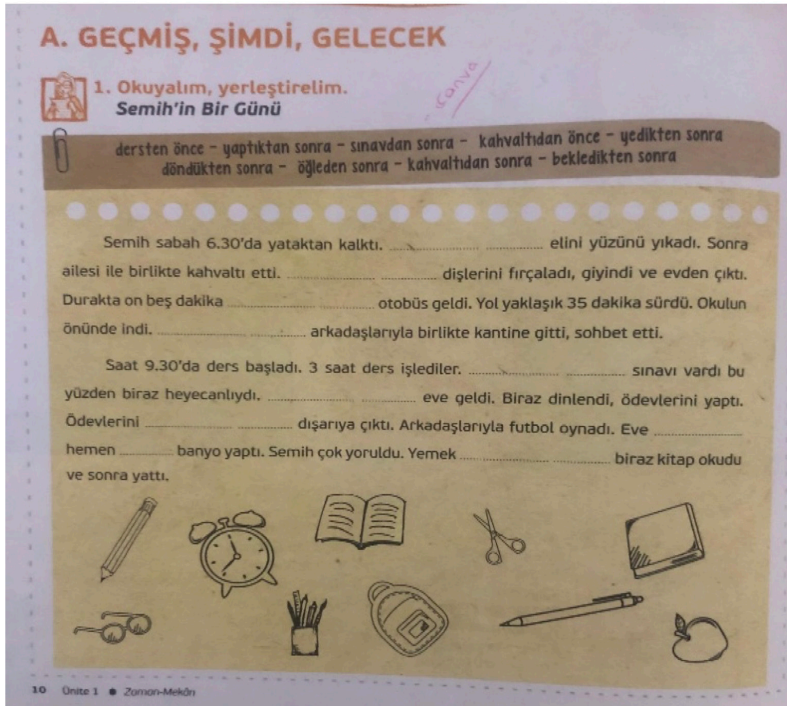 A. GEÇMİŞ, ŞİMDİ, GELECEK
1. Okuyalım, yerleştirelim.
Semih'in Bir Günü
dersten önce – yaptıktan sonra – sınavdan sonra – kahvaltıdan önce – yedikten sonra
döndükten sonra – öğleden sonra – kahvaltıdan sonra – bekledikten sonra
Semih sabah 6.30'da yataktan kalktı. .................... .............. elini yüzünü yıkadı. Sonra
ailesi ile birlikte kahvaltı etti. .................... .............. dişlerini fırçaladı, giyindi ve evden çıktı.
Durakta on beş dakika .................... .............. otobüs geldi. Yol yaklaşık 35 dakika sürdü. Okulun
önünde indi. .................... .............. arkadaşlarıyla birlikte kantine gitti, sohbet etti.
Saat 9.30'da ders başladı. 3 saat ders işlediler. .................... .............. sınavı vardı bu
yüzden biraz heyecanlıydı. .................... .............. eve geldi. Biraz dinlendi, ödevlerini yaptı.
Ödevlerini .................... .............. dışarıya çıktı. Arkadaşlarıyla futbol oynadı. Eve ....................
hemen .............. banyo yaptı. Semih çok yoruldu. Yemek .................... .............. biraz kitap okudu
ve sonra yattı.
10 Ünite 1 ● Zaman-Mekân